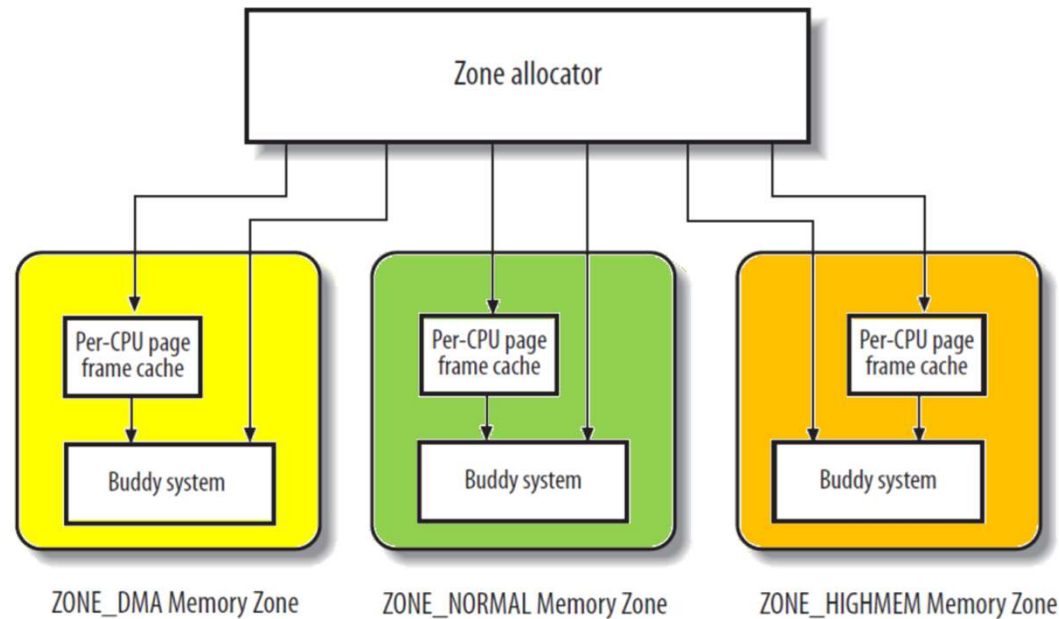 Zone allocator
Per-CPU page
frame cache
Buddy system
Per-CPU page
frame cache
Buddy system
Per-CPU page
frame cache
Buddy system
ZONE_DMA Memory Zone
ZONE_NORMAL Memory Zone
ZONE_HIGHMEM Memory Zone